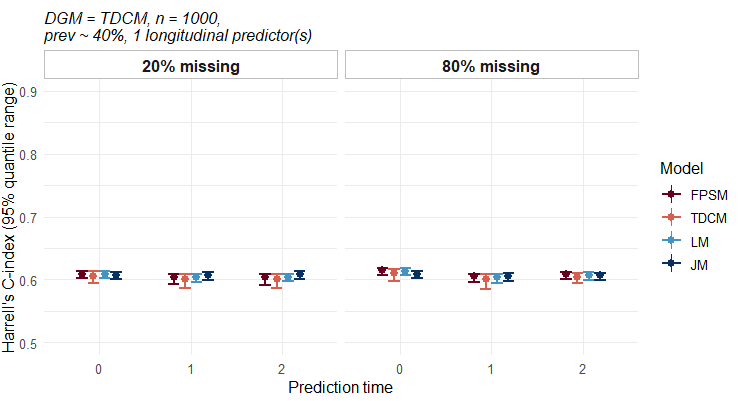 DGM = TDCM, n = 1000,
prev ~ 40%, 1 longitudinal predictor(s)
20% missing
80% missing
Harrell's C-index (95% quantile range)
0.9
0.8
0.7
0.6
0.5
0
1
2
0
1
2
Prediction time
Model
FPSM
TDCM
LM
JM